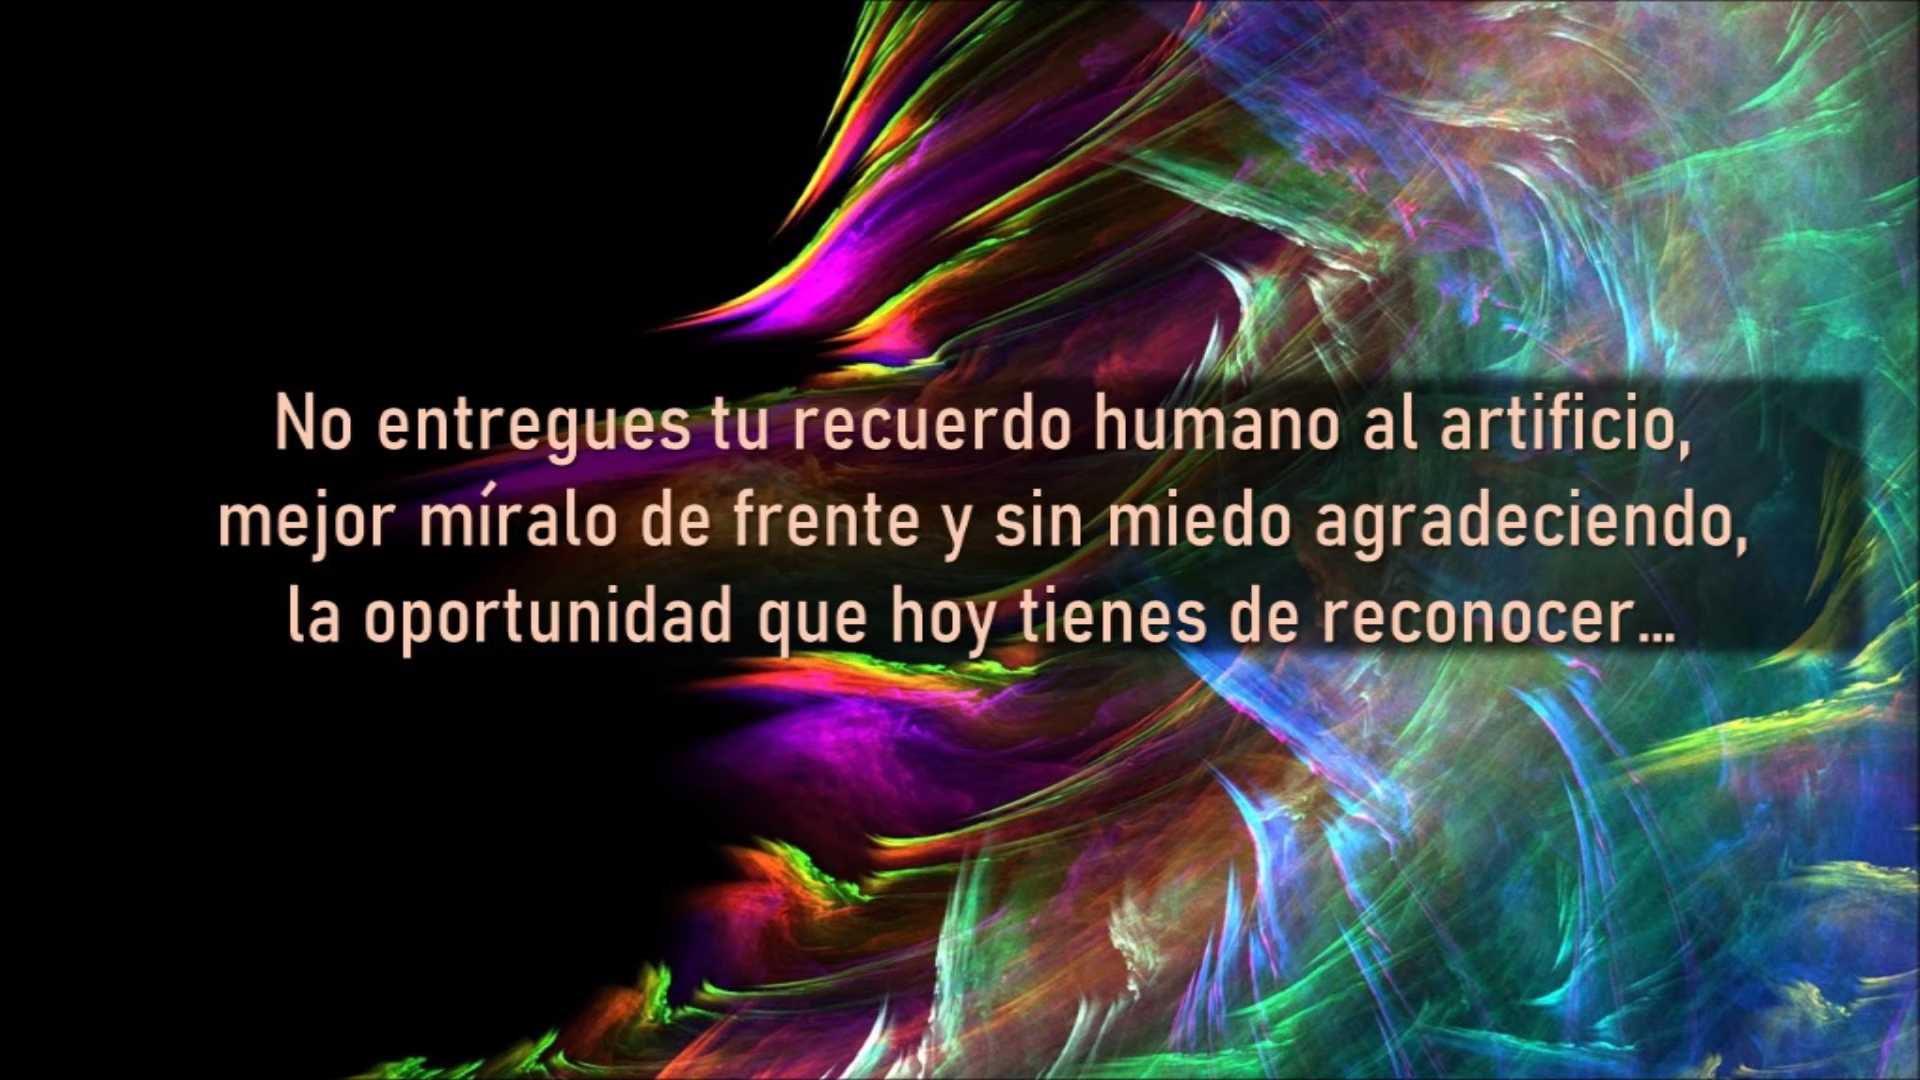 No entregues tu recuerdo humano al artificio,
mejor míralo de frente y sin miedo agradeciendo,
la oportunidad que hoy tienes de reconocer...